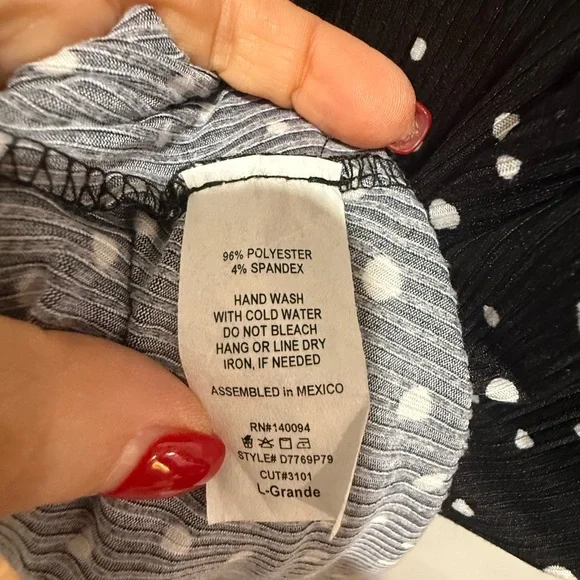 96% POLYESTER
4% SPANDEX
HAND WASH
WITH COLD WATER
DO NOT BLEACH
HANG OR LINE DRY
IRON, IF NEEDED
ASSEMBLED in MEXICO
RN#140094
STYLE# D7769P79
CUT#3101
L-Grande